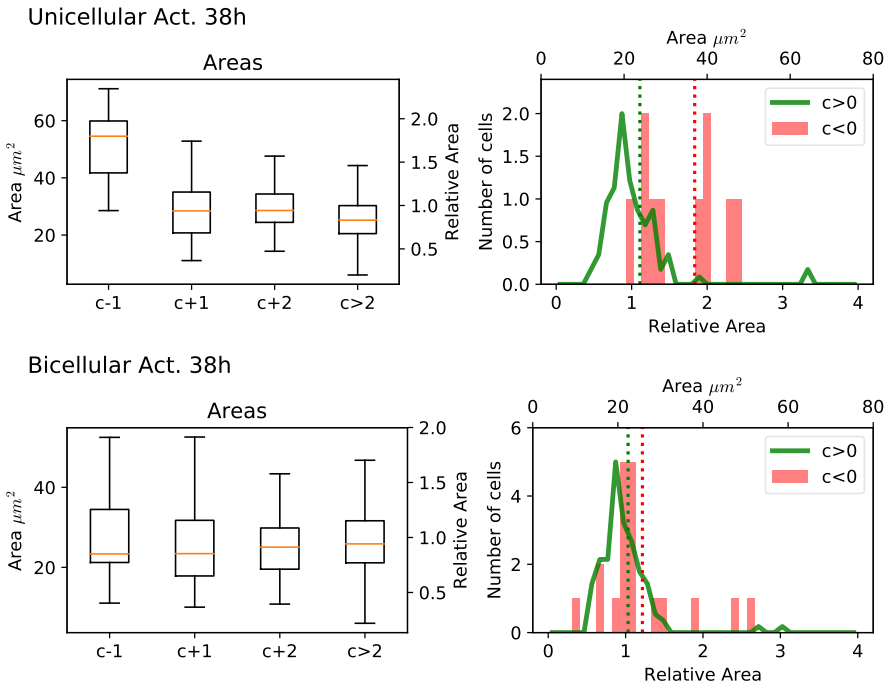 Unicellular Act. 38h
Areas
Area μm²
60
40
20
2.0
1.5
1.0
0.5
Relative Area
c-1 c+1 c+2 c>2
Area μm²
0 20 40 60 80
Number of cells
2.0
1.5
1.0
0.5
0.0
c>0
c<0
0 1 2 3 4
Relative Area
Bicellular Act. 38h
Areas
Area μm²
40
20
2.0
1.5
1.0
0.5
Relative Area
c-1 c+1 c+2 c>2
Area μm²
0 20 40 60 80
Number of cells
6
4
2
0
c>0
c<0
0 1 2 3 4
Relative Area